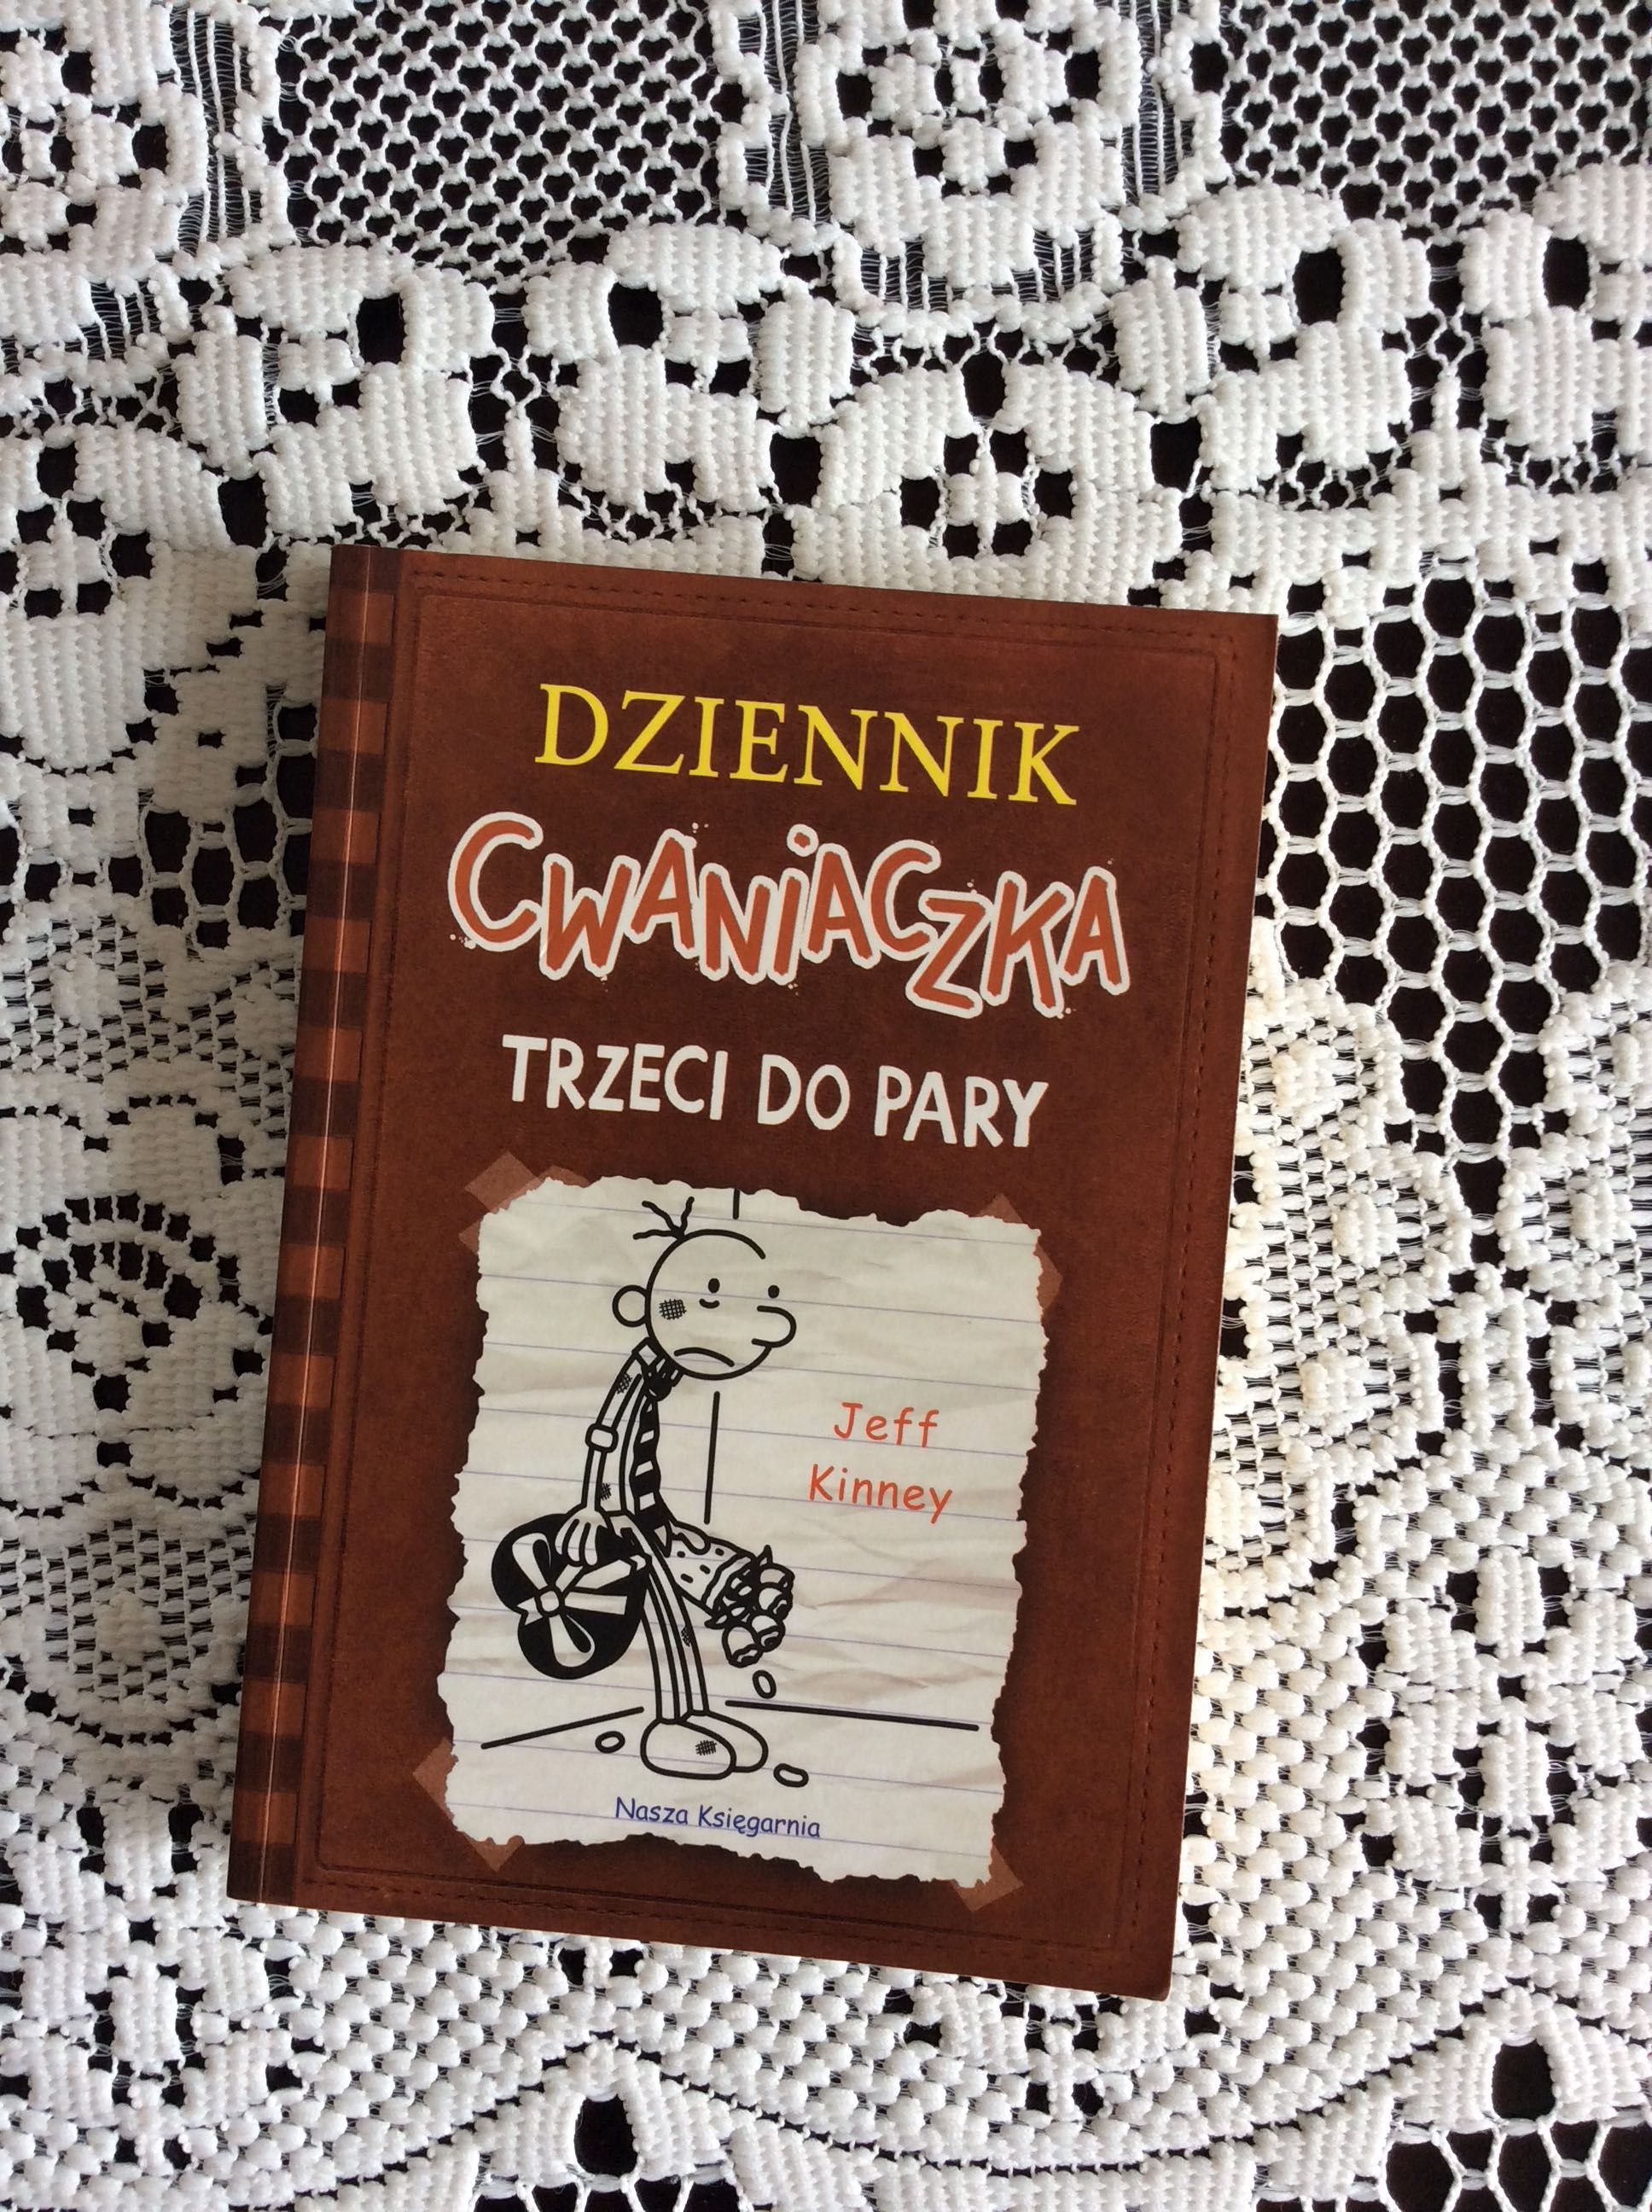 DZIENNIK
CWANiACZKA
TRZECI DO PARY
Jeff
Kinney
Nasza Księgarnia